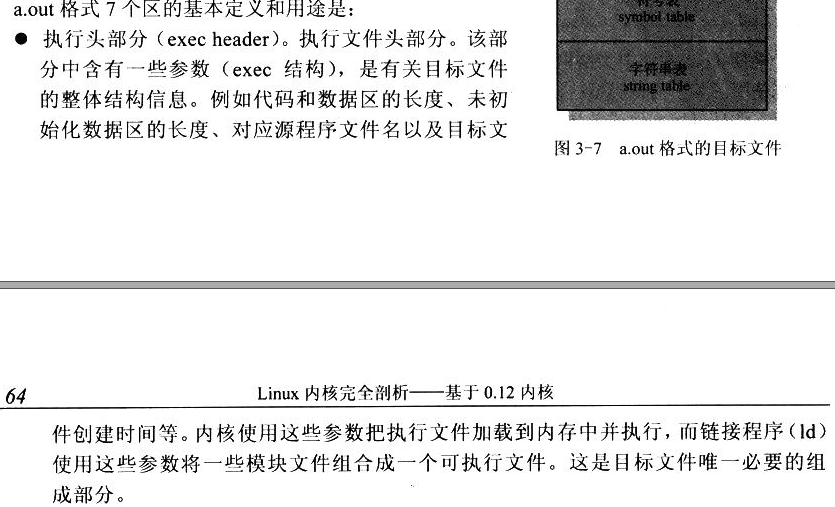 a.out 格式 7 个区的基本定义和用途是：
● 执行头部分（exec header）。执行文件头部分。该部
分中含有一些参数（exec 结构），是有关目标文件
的整体结构信息。例如代码和数据区的长度、未初
始化数据区的长度、对应源程序文件名以及目标文
符号表
symbol table
字符串表
string table
图 3-7 a.out 格式的目标文件
64
Linux 内核完全剖析——基于 0.12 内核
件创建时间等。内核使用这些参数把执行文件加载到内存中并执行，而链接程序（ld）
使用这些参数将一些模块文件组合成一个可执行文件。这是目标文件唯一必要的组
成部分。